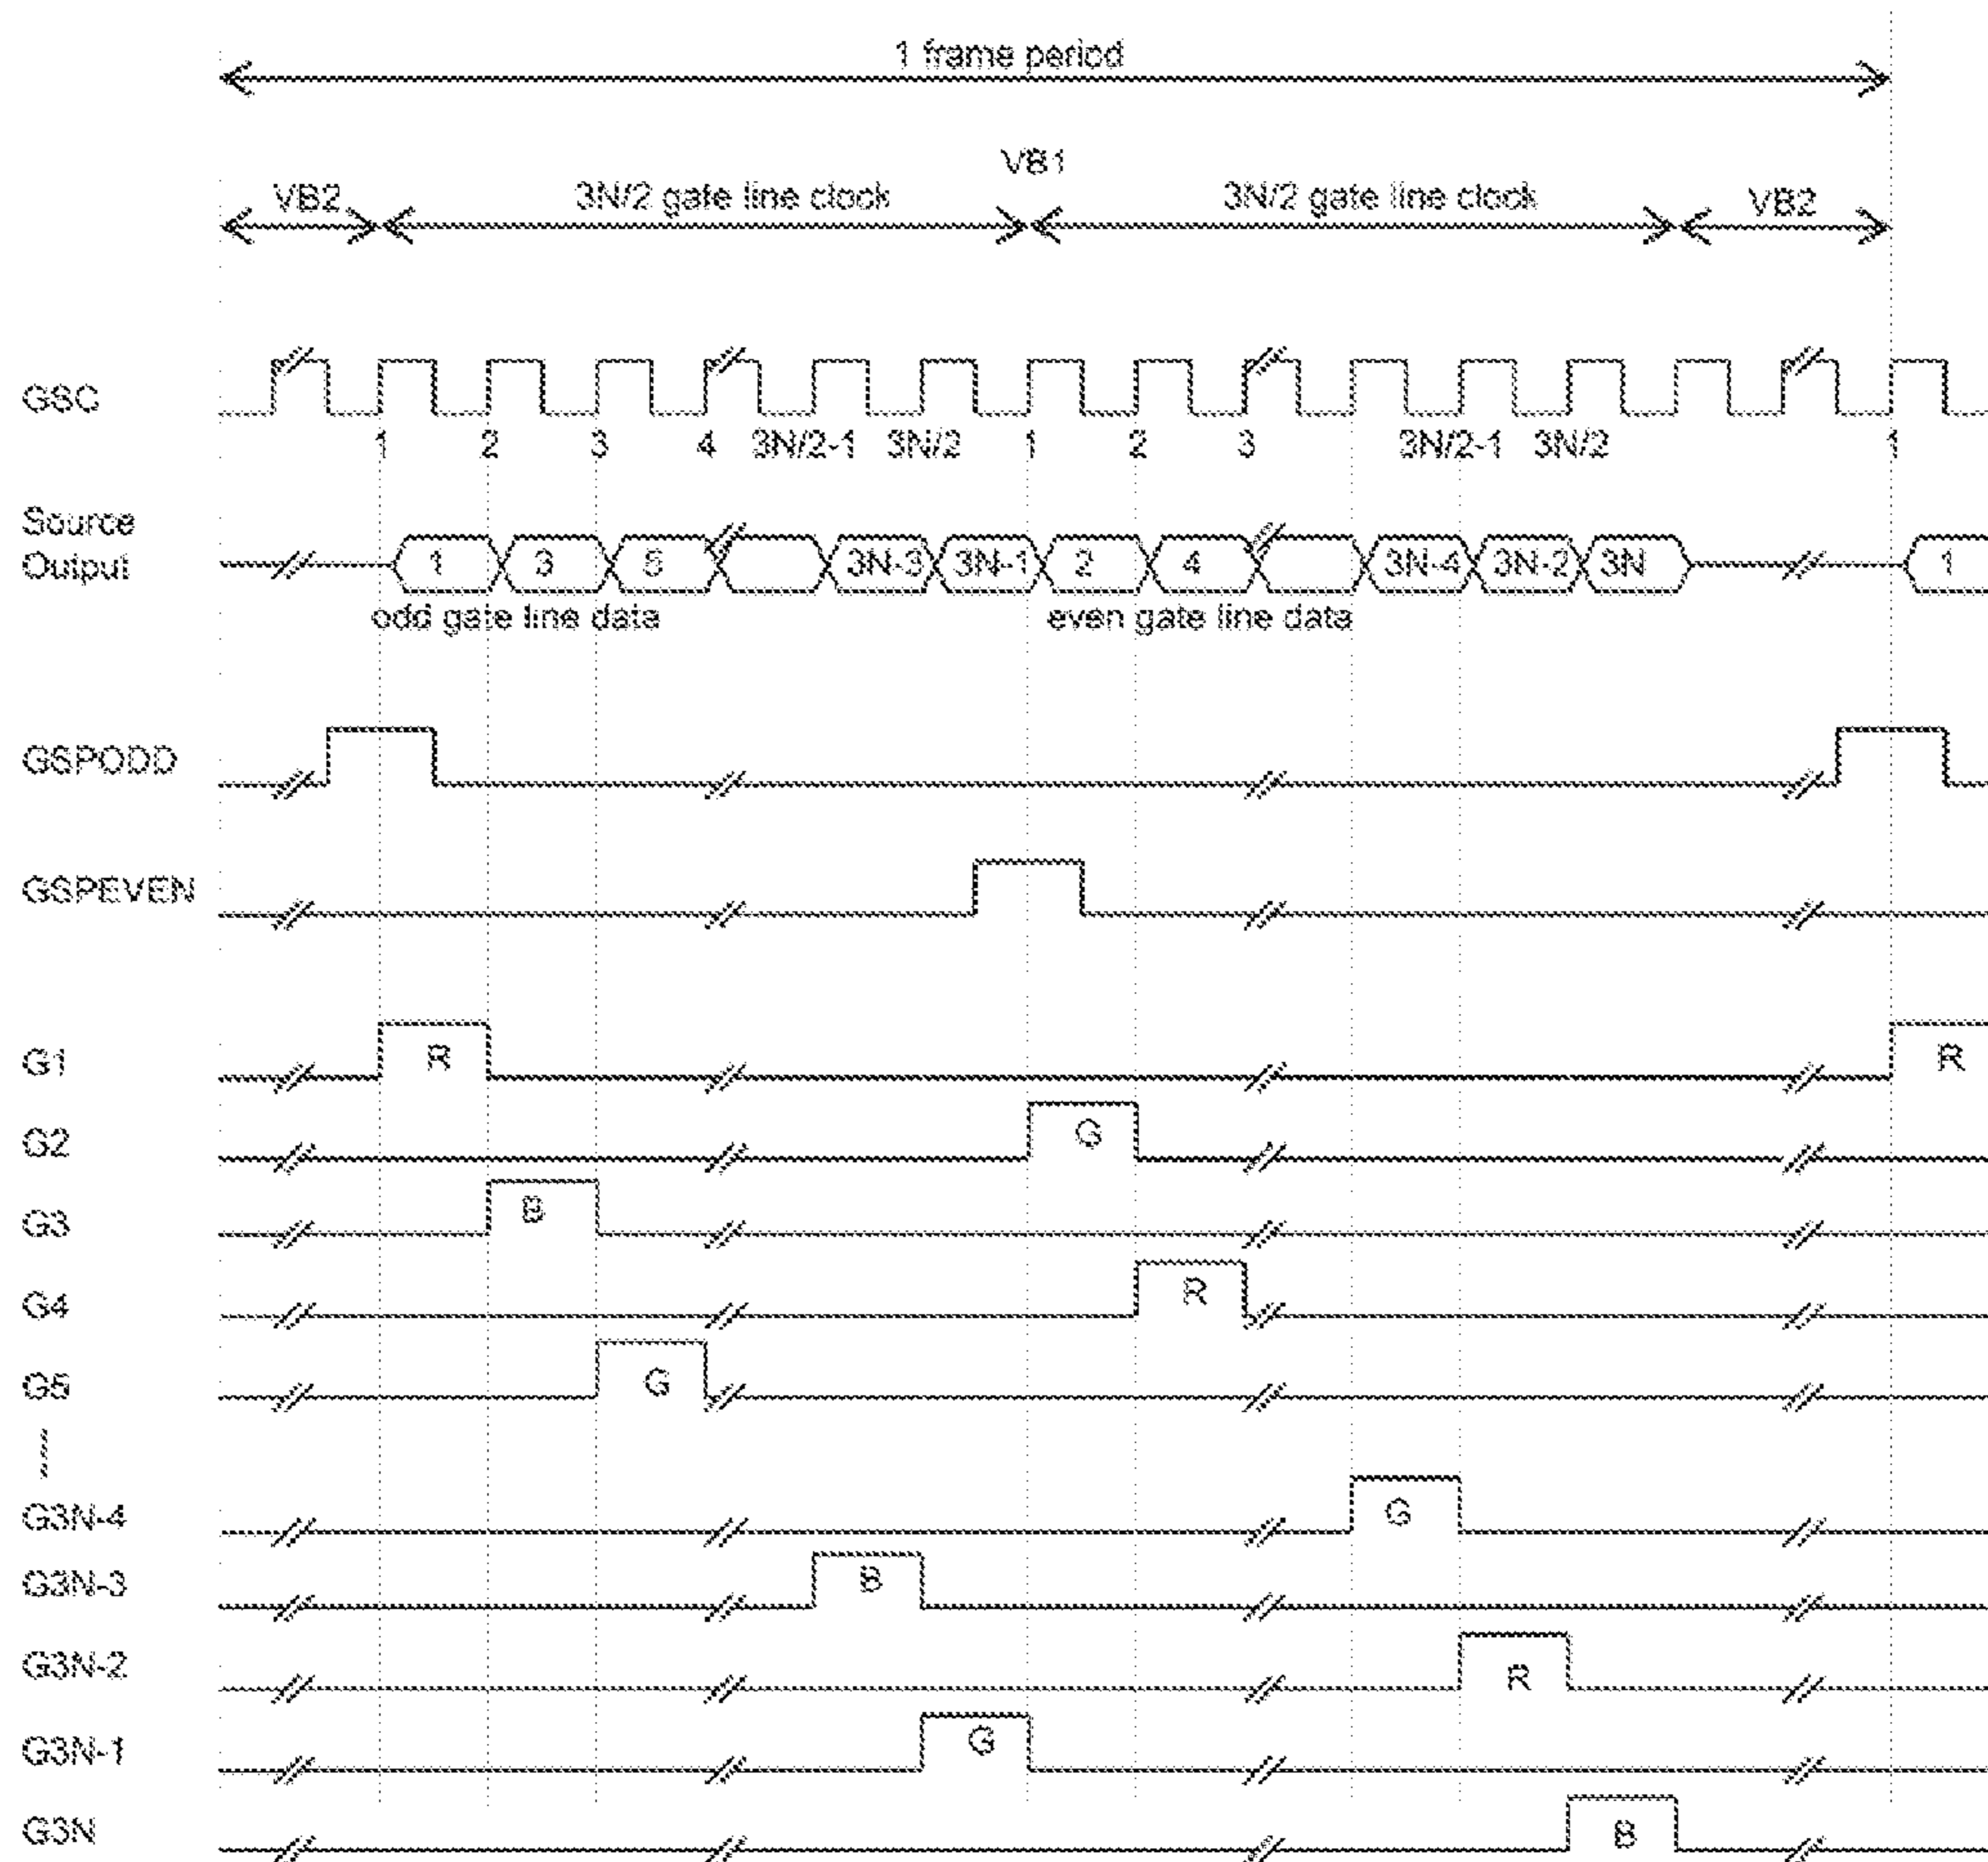 1 frame period
VB1
VB2 3N/2 gate line clock 3N/2 gate line clock VB2
GSC
1 2 3 4 3N/2-1 3N/2 1 2 3 3N/2-1 3N/2 1
Source
Output
1 3 5 3N-3 3N-1 2 4 3N-4 3N-2 3N 1
odd gate line data even gate line data
GSPODD
GSPEVEN
G1 R R
G2 G
G3 B
G4 R
G5 G
G3N-4 G
G3N-3 B
G3N-2 R
G3N-1 G
G3N B